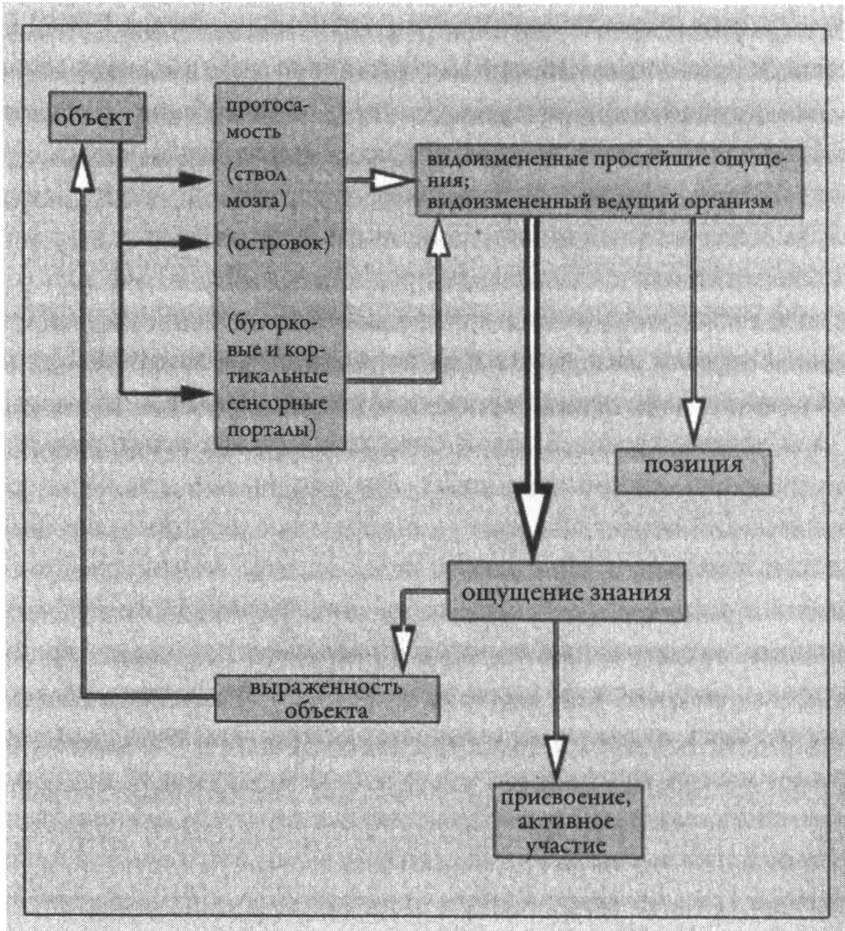 объект
протоса-
мость
(ствол
мозга)
(островок)
(бугорко-
вые и кор-
тикальные
сенсорные
порталы)
видоизмененные простейшие ощуще-
ния;
видоизмененный ведущий организм
позиция
ощущение знания
выраженность
объекта
присвоение,
активное
участие